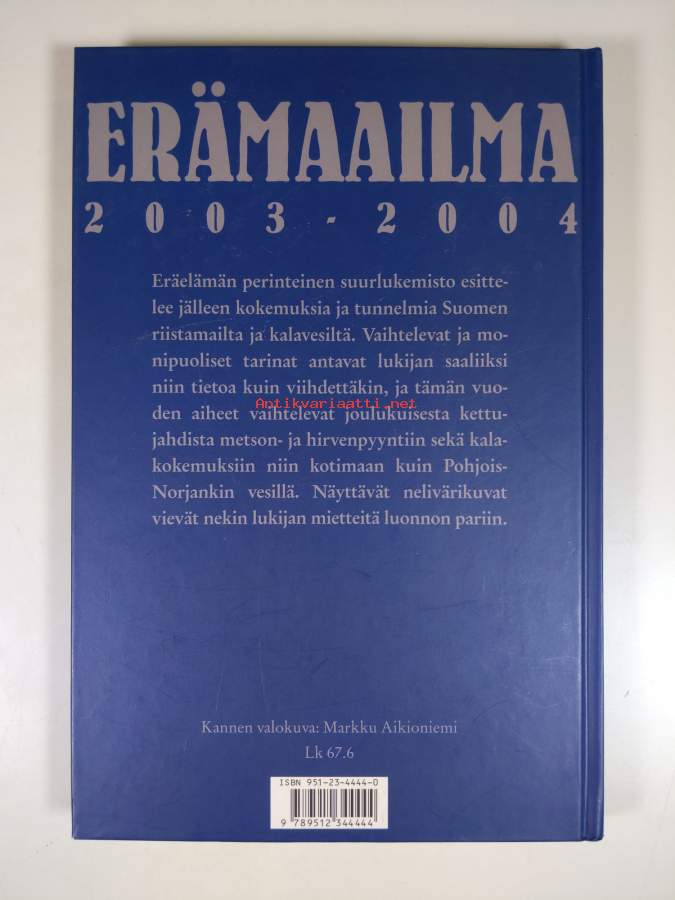 ERÄMAAILMA
2003-2004
Eräelämän perinteinen suurlukemisto esitte-
lee jälleen kokemuksia ja tunnelmia Suomen
riistamailta ja kalavesiltä. Vaihtelevat ja mo-
nipuoliset tarinat antavat lukijan saaliiksi
niin tietoa kuin viihdettäkin, ja tämän vuo-
Antikvariaatti.net
den aiheet vaihtelevat joulukuisesta kettu-
jahdista metson- ja hirvenpyyntiin sekä kala-
kokemuksiin niin kotimaan kuin Pohjois-
Norjankin vesillä. Näyttävät nelivärikuvat
vievät nekin lukijan mietteitä luonnon pariin.
Kannen valokuva: Markku Aikioniemi
Lk 67.6
ISBN 951-23-4444-0
9 789512 344444